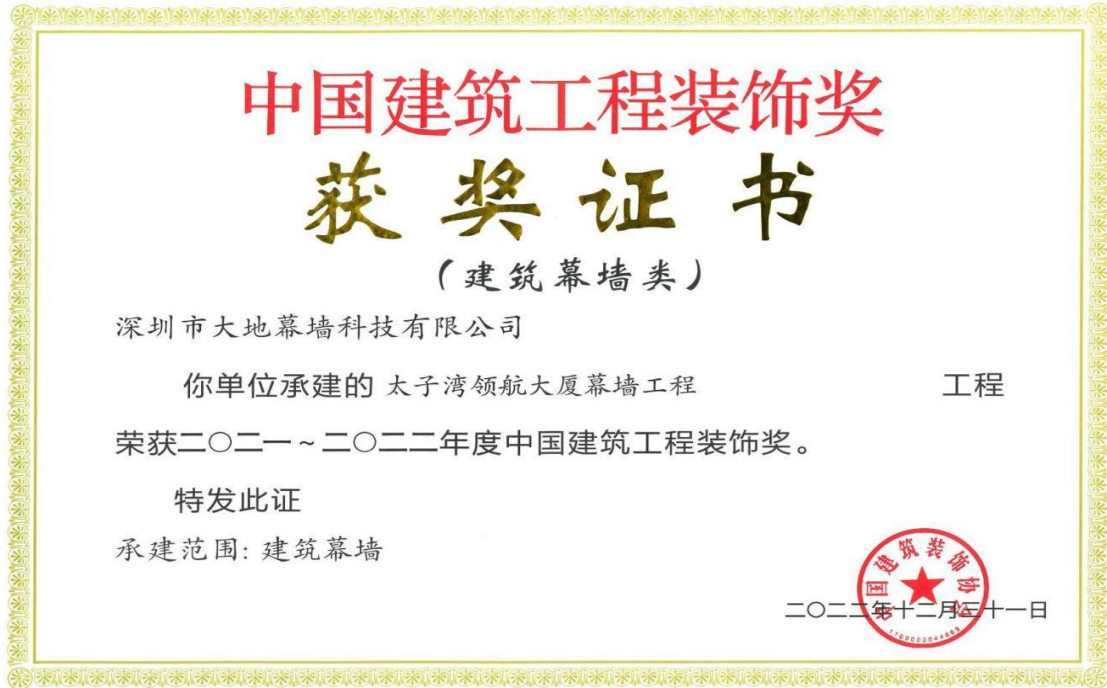 中国建筑工程装饰奖
获奖证书
(建筑幕墙类)
深圳市大地幕墙科技有限公司
你单位承建的 太子湾领航大厦幕墙工程 工程
荣获二〇二一~二〇二二年度中国建筑工程装饰奖。
特发此证
承建范围: 建筑幕墙
中国建筑装饰协会
二〇二二年十二月三十一日